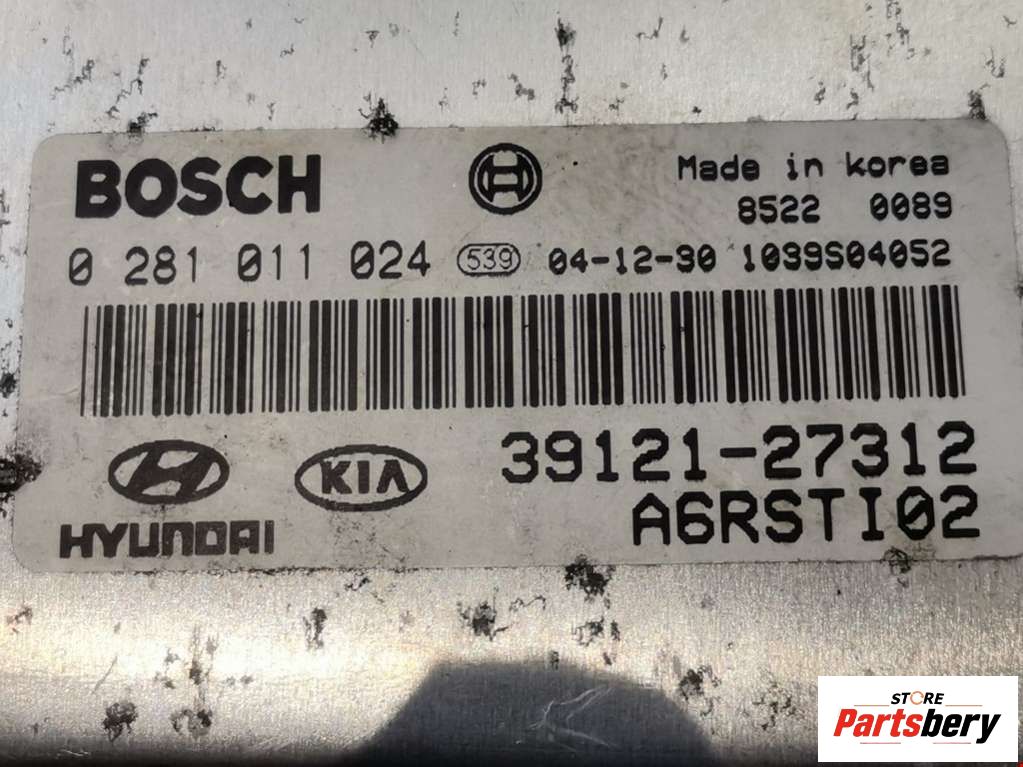 BOSCH
Made in korea
8522 0089
0 281 011 024 539 04-12-30 1039S04052
HYUNDAI
KIA
39121-27312
A6RSTI02
STORE
Partsbery